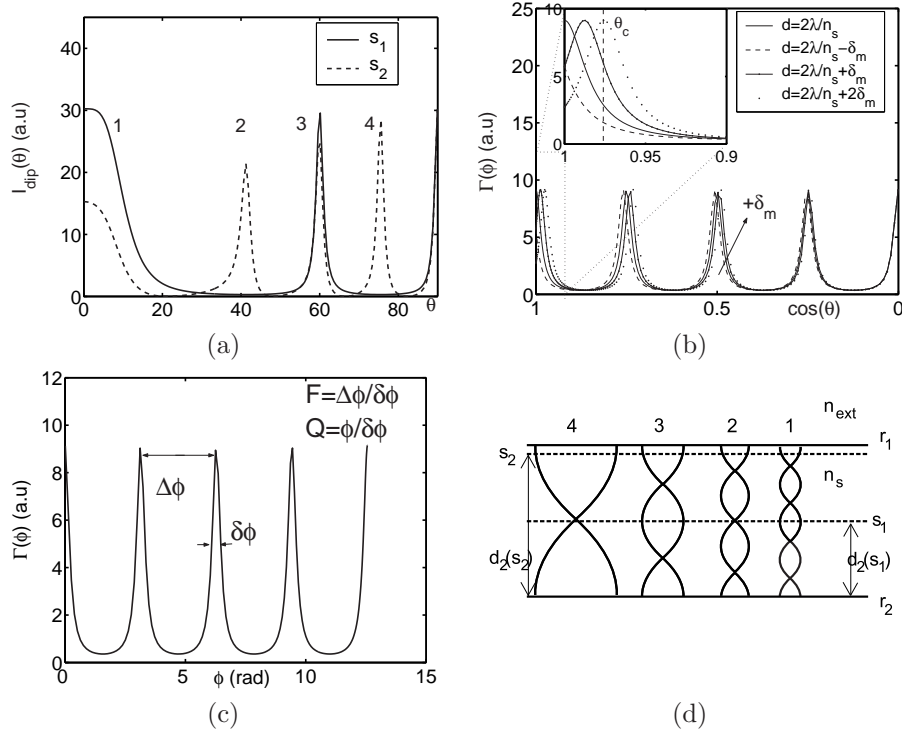 40
30
20
10
0
0 20 40 60 80 θ
I_dip(θ) (a.u)
s_1
s_2
1 2 3 4
(a)
25
20
15
10
5
0
1 0.5 0
cos(θ)
Γ(ϕ) (a.u)
10
5
0
1 0.95 0.9
θ_c
d=2λ/n_s
d=2λ/n_s−δ_m
d=2λ/n_s+δ_m
d=2λ/n_s+2δ_m
+δ_m
(b)
12
10
8
6
4
2
0
0 5 10 15
ϕ (rad)
Γ(ϕ) (a.u)
F=Δϕ/δϕ
Q=ϕ/δϕ
Δϕ
δϕ
(c)
n_ext
4 3 2 1
r_1
s_2
n_s
s_1
d_2(s_2)
d_2(s_1)
r_2
(d)